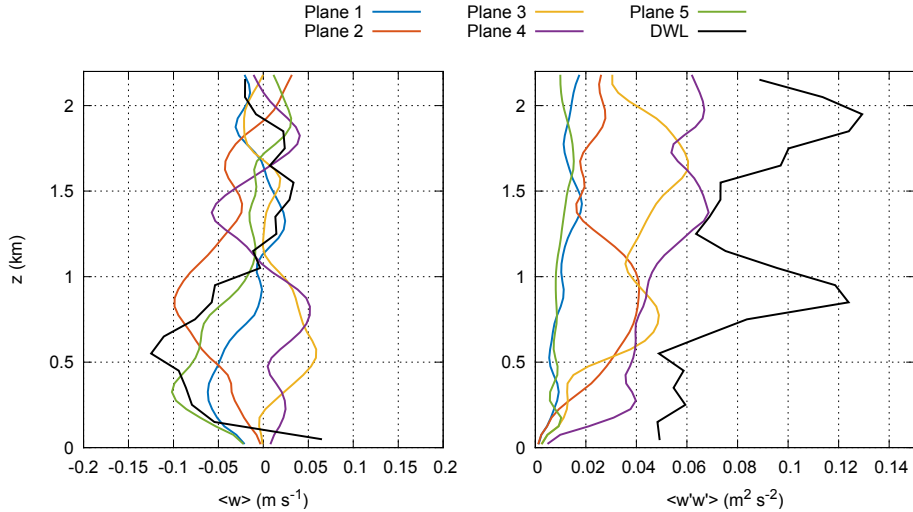 Plane 1 Plane 3 Plane 5
Plane 2 Plane 4 DWL
z (km)
2
1.5
1
0.5
0
-0.2 -0.15 -0.1 -0.05 0 0.05 0.1 0.15 0.2
<w> (m s⁻¹)
2
1.5
1
0.5
0
0 0.02 0.04 0.06 0.08 0.1 0.12 0.14
<w'w'> (m² s⁻²)